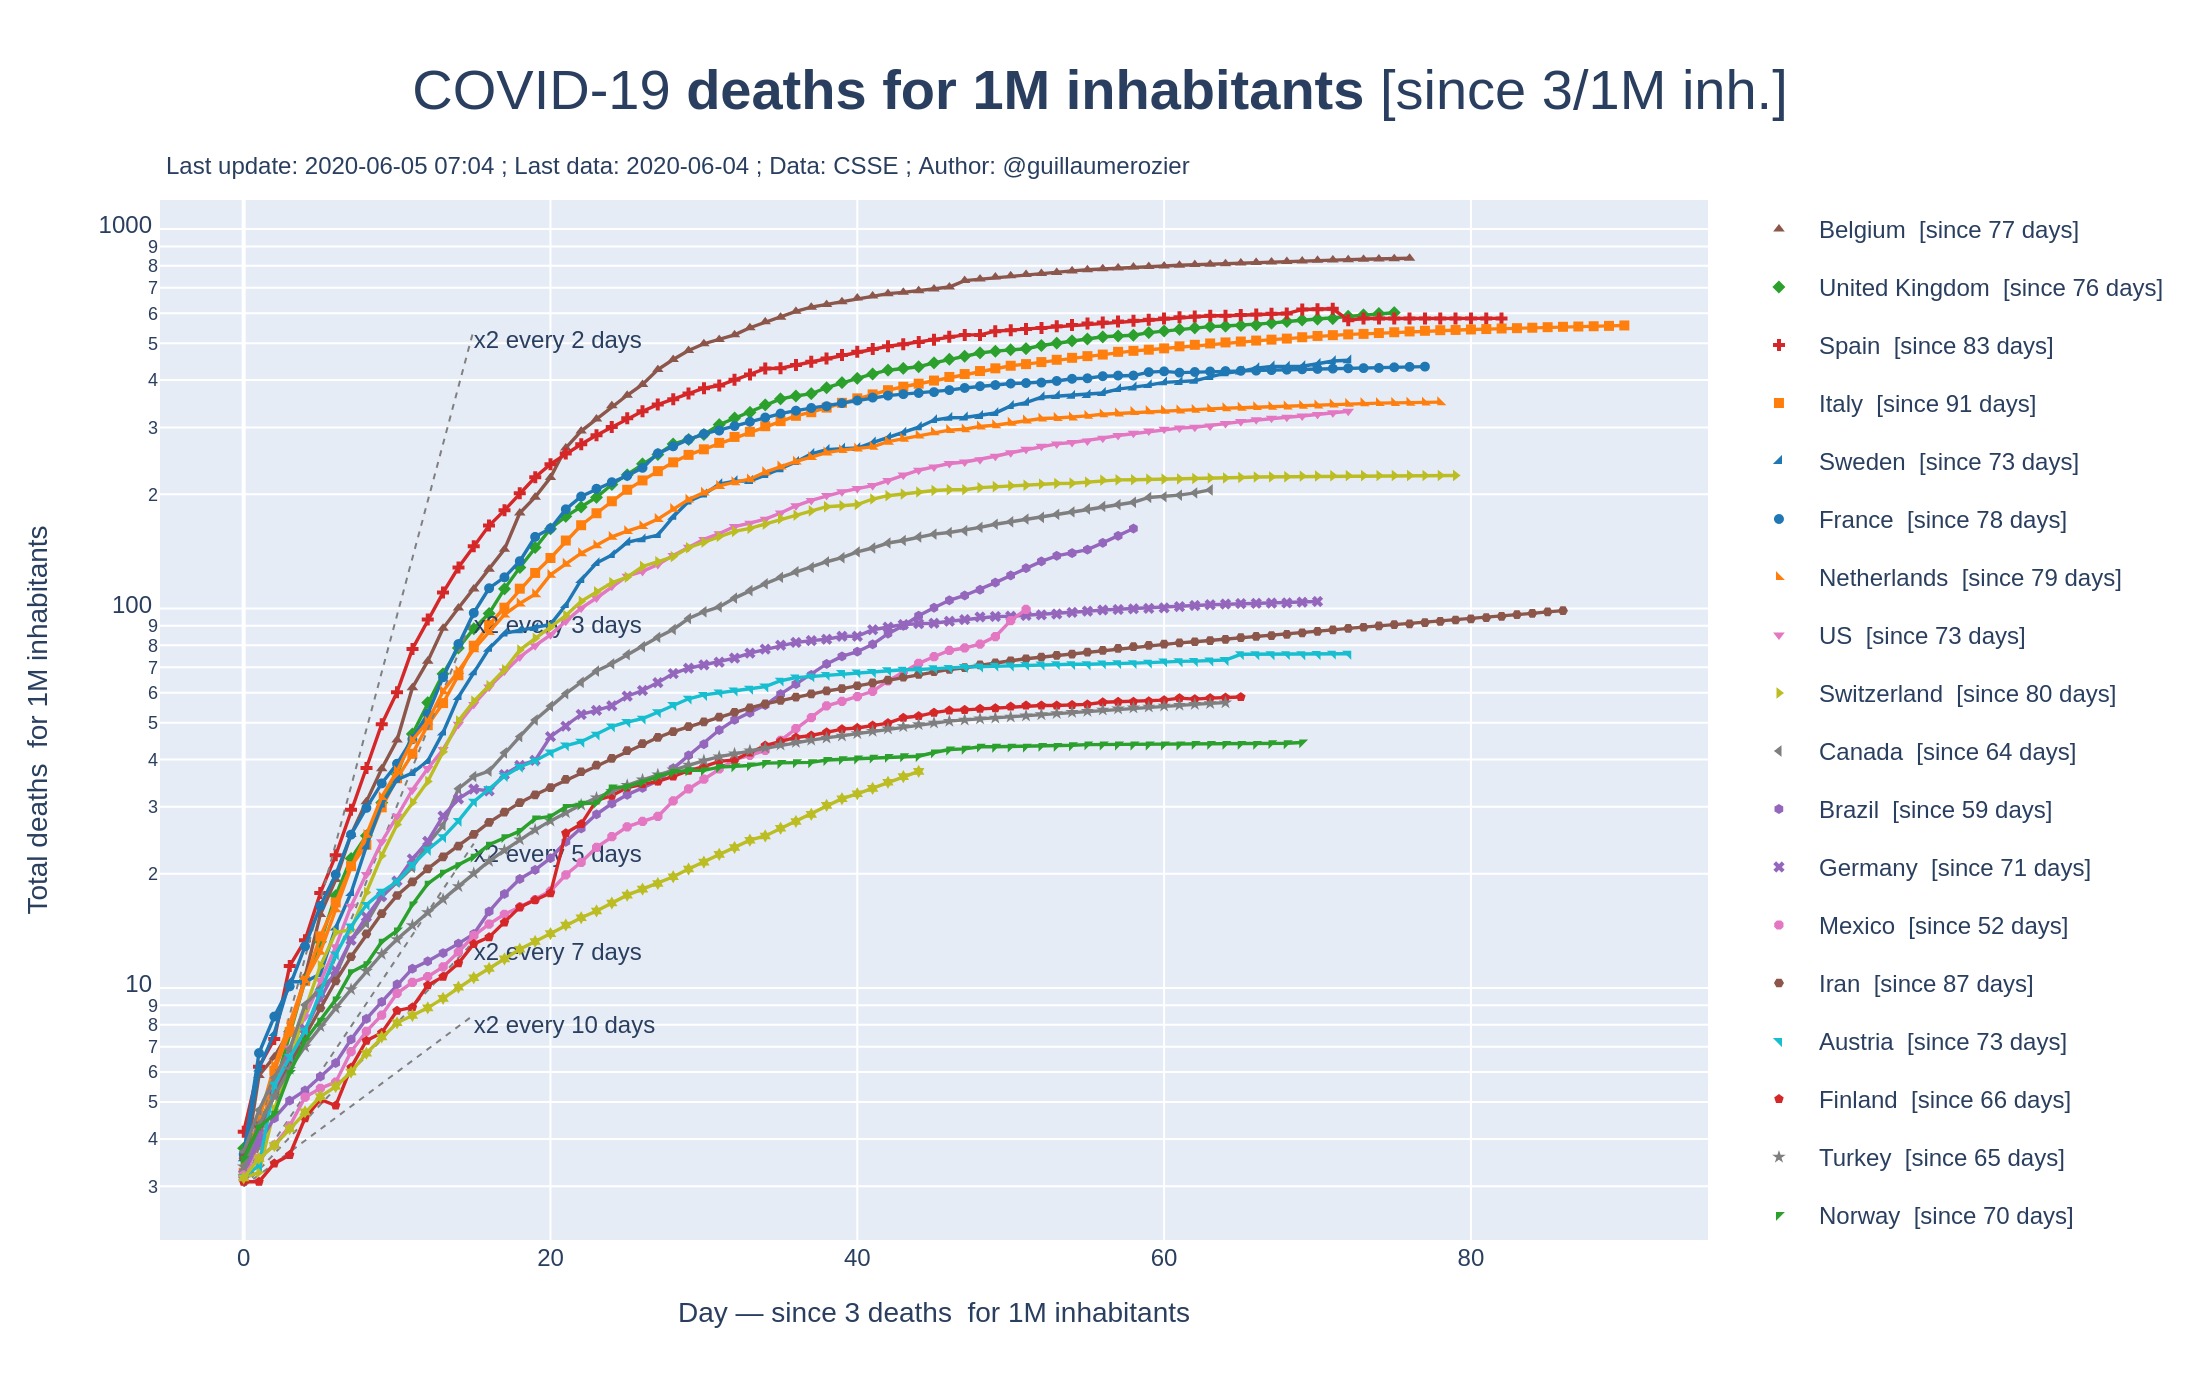 COVID-19 deaths for 1M inhabitants [since 3/1M inh.]
Last update: 2020-06-05 07:04 ; Last data: 2020-06-04 ; Data: CSSE ; Author: @guillaumerozier
Total deaths for 1M inhabitants
1000
9
8
7
6
5
4
3
2
100
9
8
7
6
5
4
3
2
10
9
8
7
6
5
4
3
x2 every 2 days
x2 every 3 days
x2 every 5 days
x2 every 7 days
x2 every 10 days
0 20 40 60 80
Day — since 3 deaths for 1M inhabitants
Belgium [since 77 days]
United Kingdom [since 76 days]
Spain [since 83 days]
Italy [since 91 days]
Sweden [since 73 days]
France [since 78 days]
Netherlands [since 79 days]
US [since 73 days]
Switzerland [since 80 days]
Canada [since 64 days]
Brazil [since 59 days]
Germany [since 71 days]
Mexico [since 52 days]
Iran [since 87 days]
Austria [since 73 days]
Finland [since 66 days]
Turkey [since 65 days]
Norway [since 70 days]